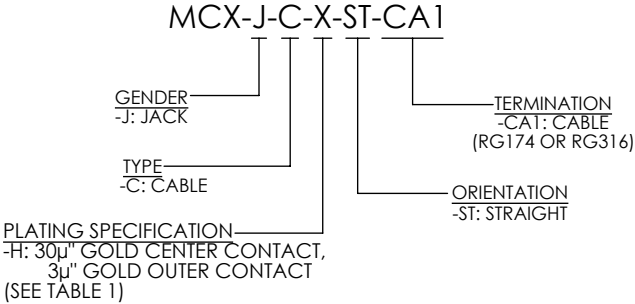 MCX-J-C-X-ST-CA1
GENDER
-J: JACK
TERMINATION
-CA1: CABLE
(RG174 OR RG316)
TYPE
-C: CABLE
ORIENTATION
-ST: STRAIGHT
PLATING SPECIFICATION
-H: 30µ" GOLD CENTER CONTACT,
3µ" GOLD OUTER CONTACT
(SEE TABLE 1)